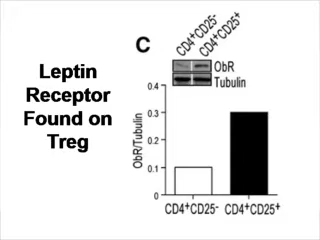 Leptin
Receptor
Found on
Treg
C
CD4+CD25-
CD4+CD25+
ObR
Tubulin
ObR/Tubulin
0.4
0.3
0.2
0.1
0
CD4+CD25-
CD4+CD25+